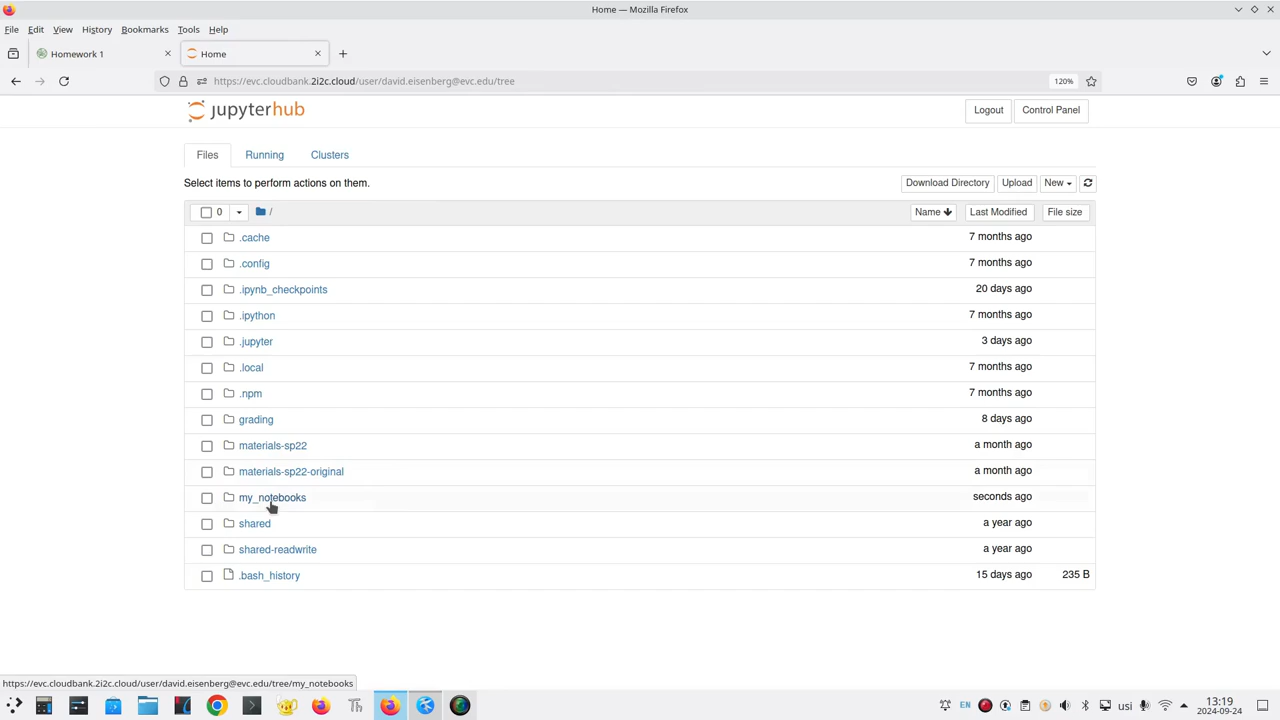 Home — Mozilla Firefox
File Edit View History Bookmarks Tools Help
Homework 1 Home
https://evc.cloudbank.2i2c.cloud/user/david.eisenberg@evc.edu/tree 120%
jupyterhub Logout Control Panel
Files Running Clusters
Select items to perform actions on them. Download Directory Upload New
0 / Name Last Modified File size
.cache 7 months ago
.config 7 months ago
.ipynb_checkpoints 20 days ago
.ipython 7 months ago
.jupyter 3 days ago
.local 7 months ago
.npm 7 months ago
grading 8 days ago
materials-sp22 a month ago
materials-sp22-original a month ago
my_notebooks seconds ago
shared a year ago
shared-readwrite a year ago
.bash_history 15 days ago 235 B
https://evc.cloudbank.2i2c.cloud/user/david.eisenberg@evc.edu/tree/my_notebooks
EN usi 13:19
2024-09-24